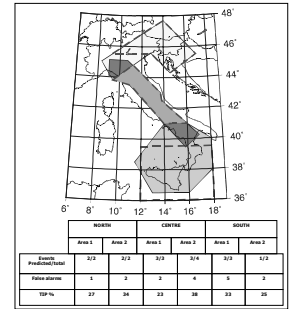 48°
46°
44°
42°
40°
38°
36°
6° 8° 10° 12° 14° 16° 18°
NORTH CENTRE SOUTH
Area 1 Area 2 Area 1 Area 2 Area 1 Area 2
Events Predicted/total 2/3 2/2 3/3 3/4 3/3 1/2
False alarms 1 2 2 4 5 2
TIP % 27 34 23 38 33 25